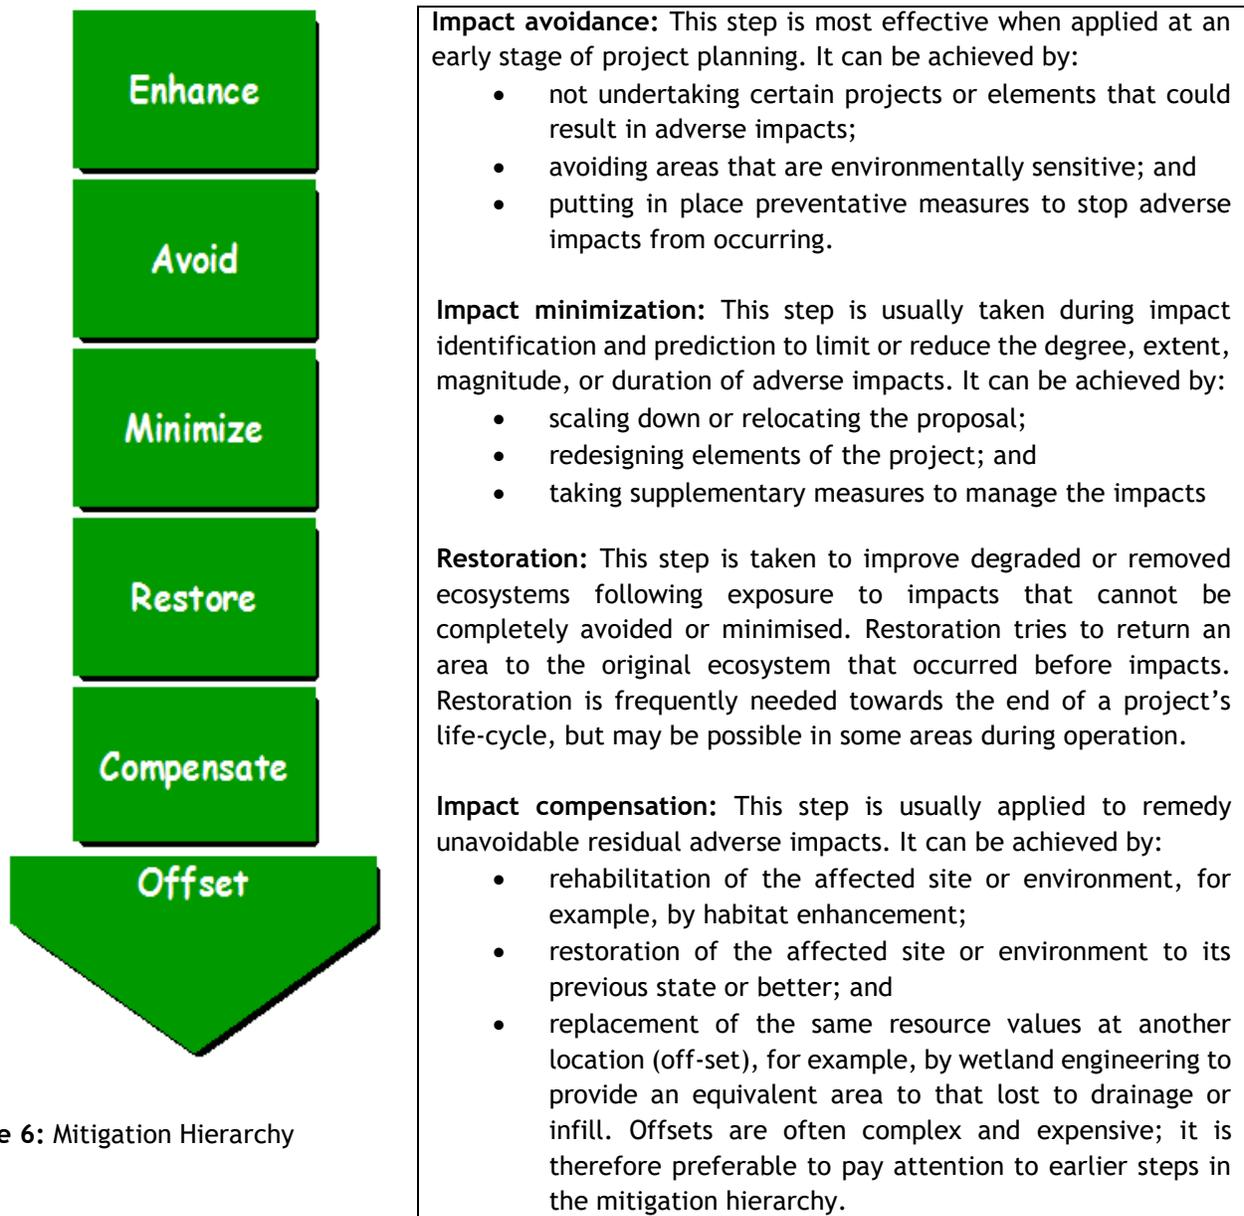 Enhance
Avoid
Minimize
Restore
Compensate
Offset
e 6: Mitigation Hierarchy
Impact avoidance: This step is most effective when applied at an
early stage of project planning. It can be achieved by:
• not undertaking certain projects or elements that could
result in adverse impacts;
• avoiding areas that are environmentally sensitive; and
• putting in place preventative measures to stop adverse
impacts from occurring.
Impact minimization: This step is usually taken during impact
identification and prediction to limit or reduce the degree, extent,
magnitude, or duration of adverse impacts. It can be achieved by:
• scaling down or relocating the proposal;
• redesigning elements of the project; and
• taking supplementary measures to manage the impacts
Restoration: This step is taken to improve degraded or removed
ecosystems following exposure to impacts that cannot be
completely avoided or minimised. Restoration tries to return an
area to the original ecosystem that occurred before impacts.
Restoration is frequently needed towards the end of a project’s
life-cycle, but may be possible in some areas during operation.
Impact compensation: This step is usually applied to remedy
unavoidable residual adverse impacts. It can be achieved by:
• rehabilitation of the affected site or environment, for
example, by habitat enhancement;
• restoration of the affected site or environment to its
previous state or better; and
• replacement of the same resource values at another
location (off-set), for example, by wetland engineering to
provide an equivalent area to that lost to drainage or
infill. Offsets are often complex and expensive; it is
therefore preferable to pay attention to earlier steps in
the mitigation hierarchy.